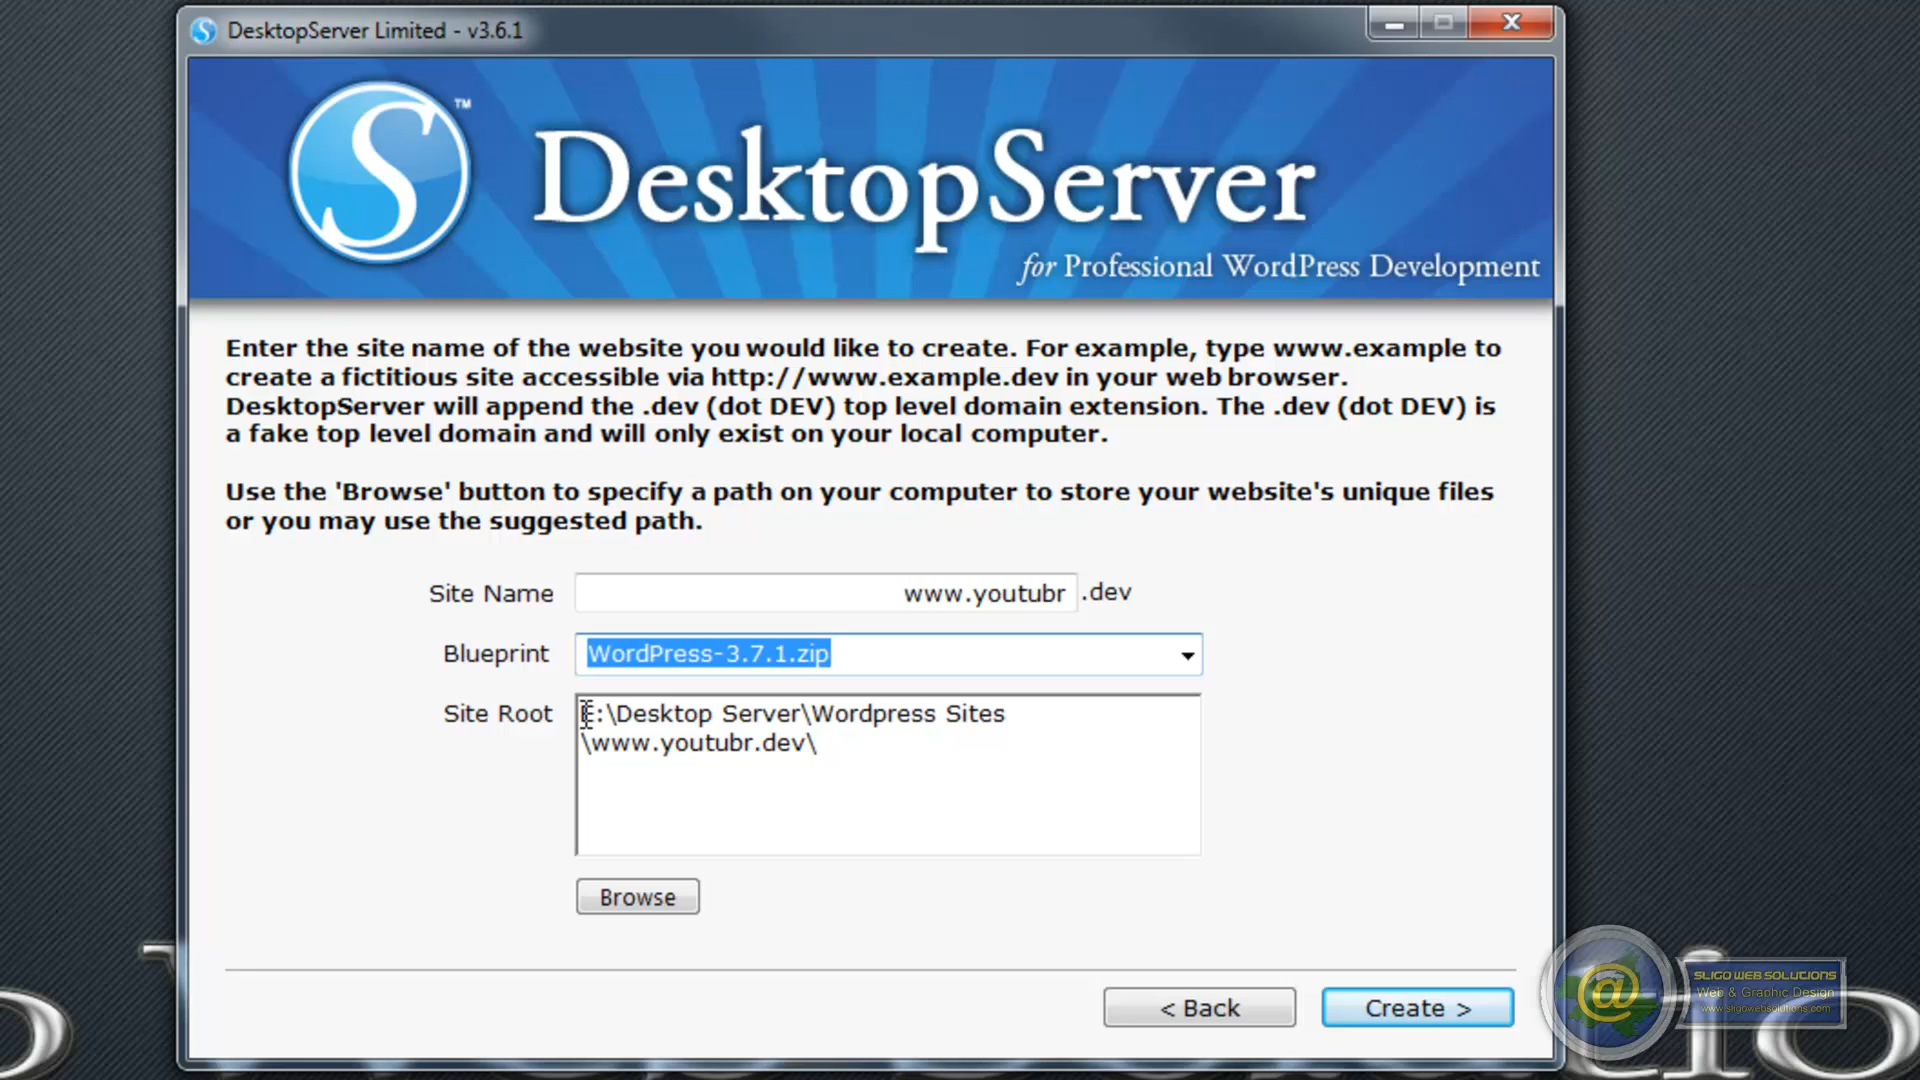 DesktopServer Limited - v3.6.1
S
TM
DesktopServer
for Professional WordPress Development
Enter the site name of the website you would like to create. For example, type www.example to
create a fictitious site accessible via http://www.example.dev in your web browser.
DesktopServer will append the .dev (dot DEV) top level domain extension. The .dev (dot DEV) is
a fake top level domain and will only exist on your local computer.
Use the 'Browse' button to specify a path on your computer to store your website's unique files
or you may use the suggested path.
Site Name www.youtubr .dev
Blueprint WordPress-3.7.1.zip
Site Root :\Desktop Server\Wordpress Sites
\www.youtubr.dev\
Browse
< Back Create >
@
SLIGO WEB SOLUTIONS
Web & Graphic Design
www.sligowebsolutions.com